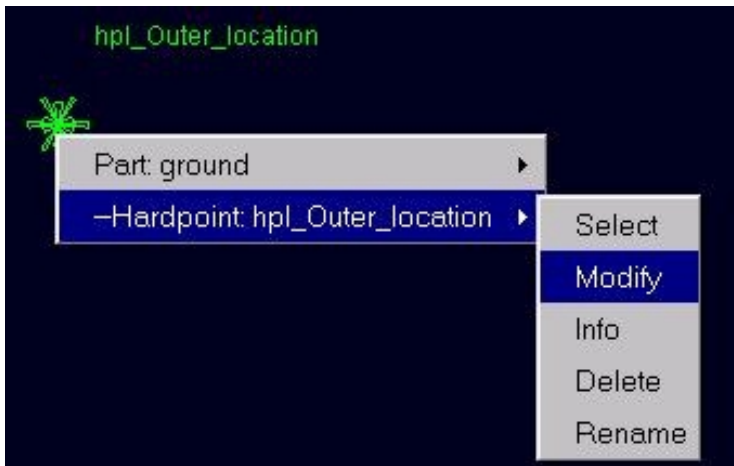 hpl_Outer_location
Part: ground
–Hardpoint: hpl_Outer_location
Select
Modify
Info
Delete
Rename